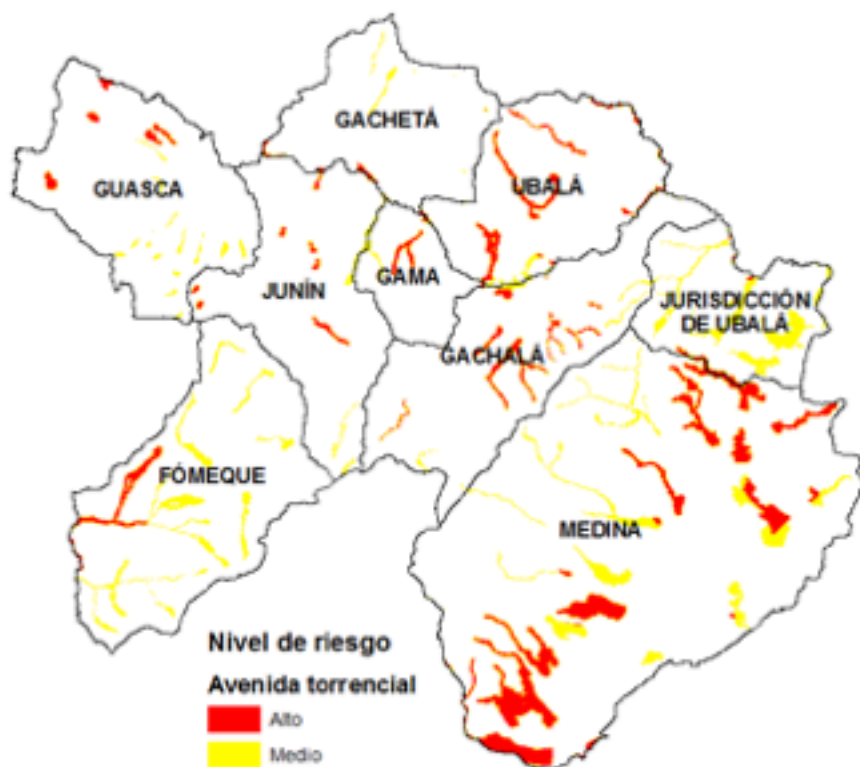 GACHETÁ
GUASCA
UBALÁ
JUNÍN
GAMA
JURISDICCIÓN
DE UBALÁ
GACHALÁ
FÓMEQUE
MEDINA
Nivel de riesgo
Avenida torrencial
Alto
Medio